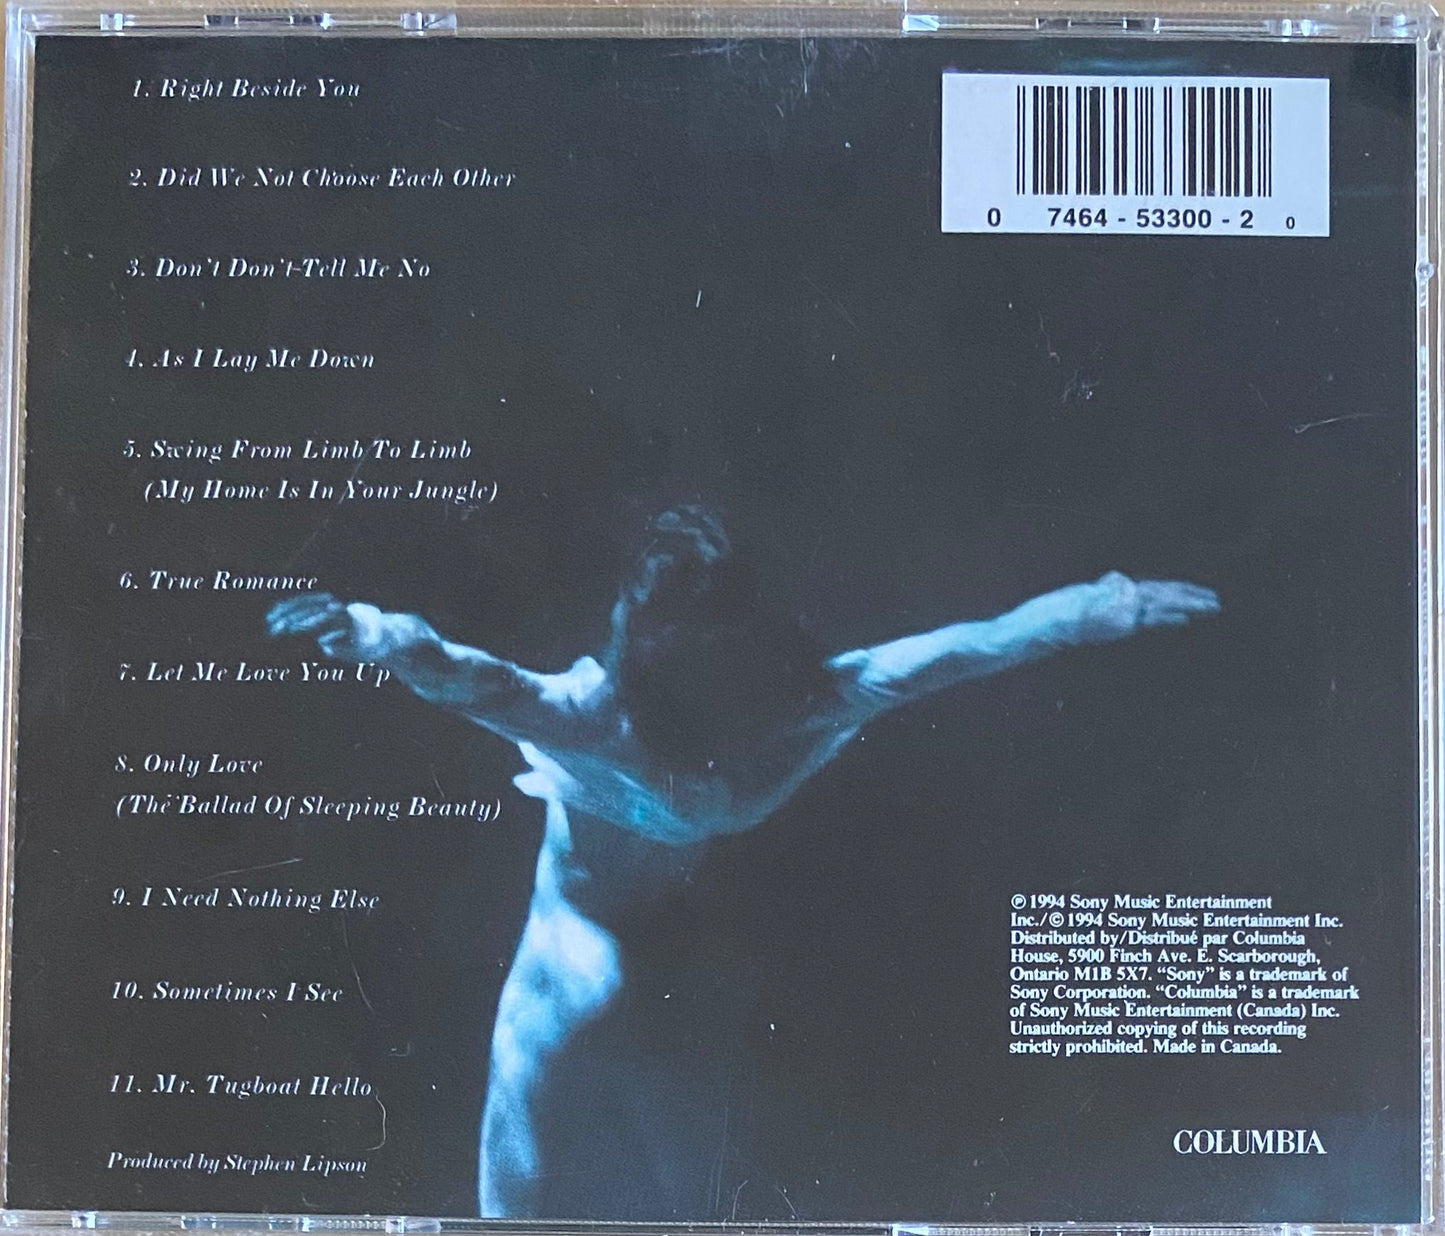 1. Right Beside You
2. Did We Not Choose Each Other
3. Don't Don't Tell Me No
4. As I Lay Me Down
5. Swing From Limb To Limb
(My Home Is In Your Jungle)
6. True Romance
7. Let Me Love You Up
8. Only Love
(The Ballad Of Sleeping Beauty)
9. I Need Nothing Else
10. Sometimes I See
11. Mr. Tugboat Hello
Produced by Stephen Lipson
0 7464 - 53300 - 2 0
℗ 1994 Sony Music Entertainment
Inc./© 1994 Sony Music Entertainment Inc.
Distributed by/Distribué par Columbia
House, 5900 Finch Ave. E. Scarborough,
Ontario M1B 5X7. “Sony” is a trademark of
Sony Corporation. “Columbia” is a trademark
of Sony Music Entertainment (Canada) Inc.
Unauthorized copying of this recording
strictly prohibited. Made in Canada.
COLUMBIA